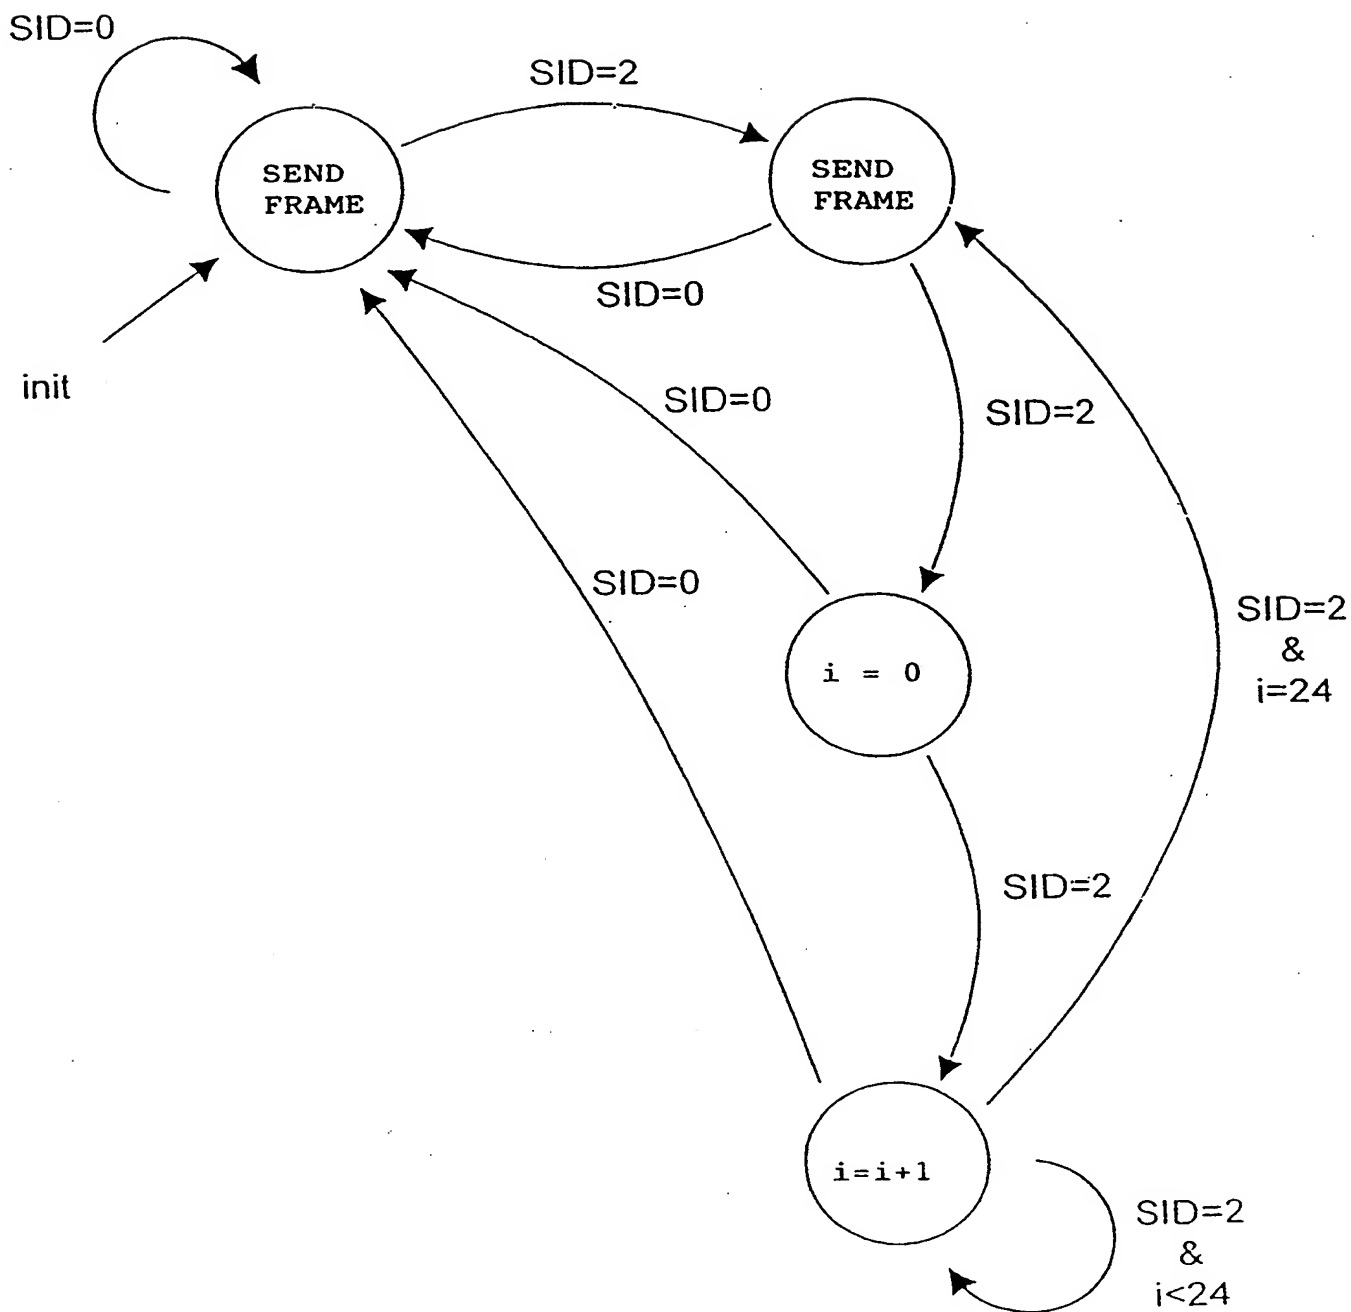 SID=0
SID=2
SEND
FRAME
SEND
FRAME
SID=0
init
SID=0
SID=2
SID=0
SID=2
&
i=24
i = 0
SID=2
i=i+1
SID=2
&
i<24